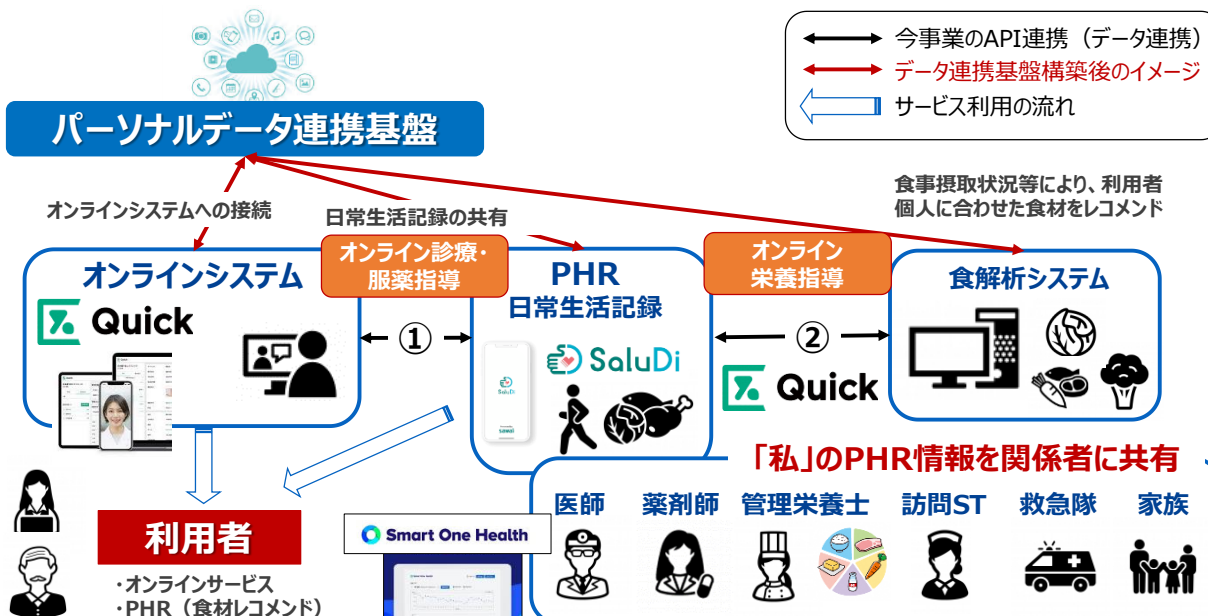 今事業のAPI連携（データ連携）
データ連携基盤構築後のイメージ
サービス利用の流れ
パーソナルデータ連携基盤
オンラインシステムへの接続
日常生活記録の共有
食事摂取状況等により、利用者
個人に合わせた食材をレコメンド
オンラインシステム
Quick
オンライン診療・
服薬指導
①
PHR
日常生活記録
SaluDi
SaluDi
sawai
オンライン
栄養指導
②
Quick
食解析システム
「私」のPHR情報を関係者に共有
医師
薬剤師
管理栄養士
訪問ST
救急隊
家族
利用者
・オンラインサービス
・PHR（食材レコメンド）
Smart One Health